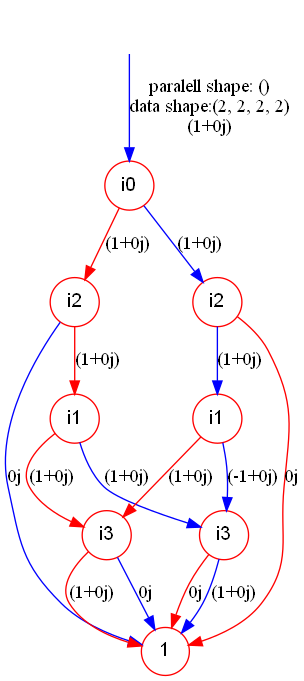 paralell shape: ()
data shape:(2, 2, 2, 2)
(1+0j)
i0
(1+0j) (1+0j)
i2 i2
(1+0j) (1+0j)
i1 i1
0j (1+0j) (1+0j) (1+0j) (-1+0j) 0j
i3 i3
(1+0j) 0j 0j (1+0j)
1